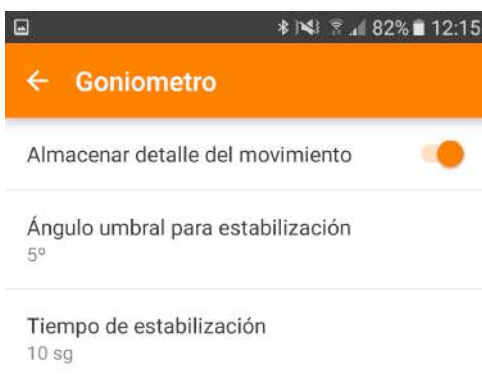 82% 12:15
Goniometro
Almacenar detalle del movimiento
Ángulo umbral para estabilización
5º
Tiempo de estabilización
10 sg